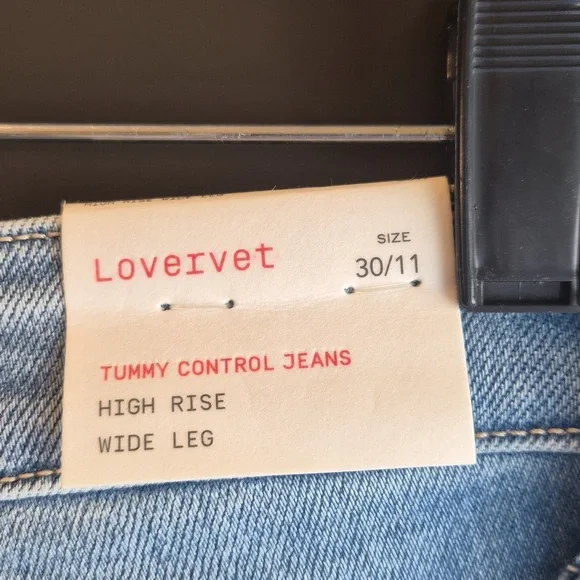 Lovervet
SIZE
30/11
TUMMY CONTROL JEANS
HIGH RISE
WIDE LEG